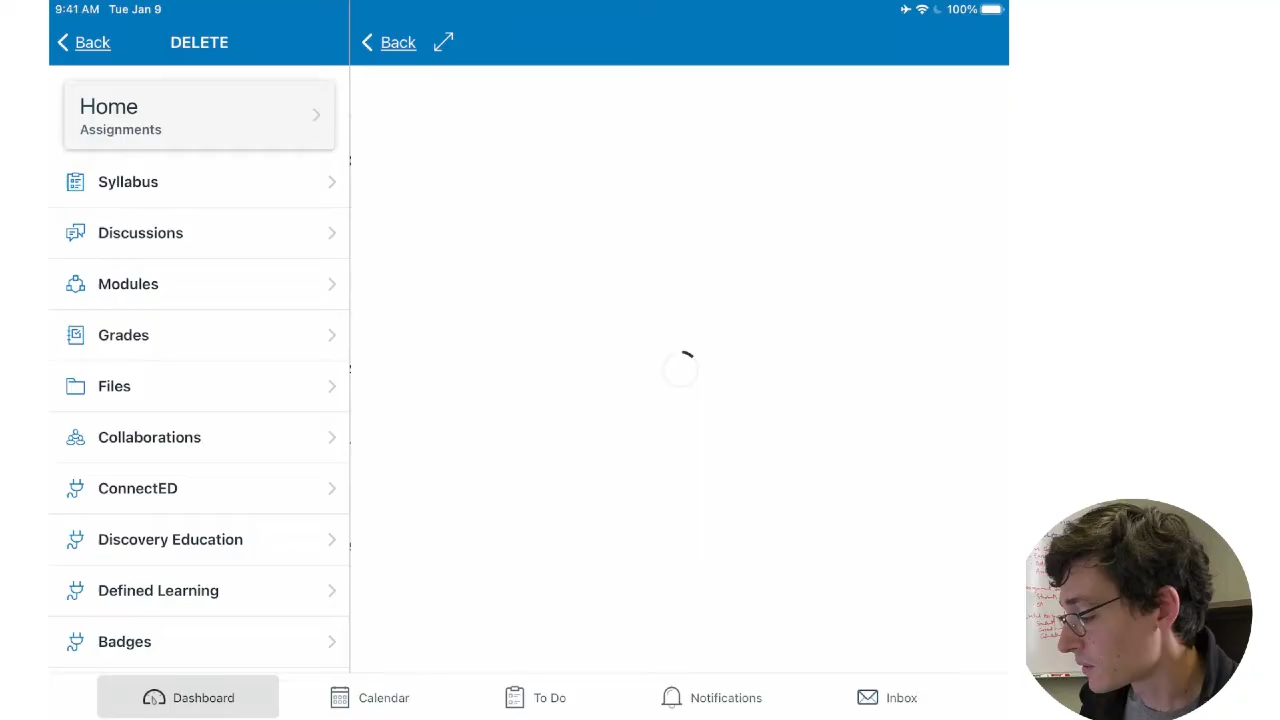 9:41 AM Tue Jan 9
100%
Back
DELETE
Back
Home
Assignments
Syllabus
Discussions
Modules
Grades
Files
Collaborations
ConnectED
Discovery Education
Defined Learning
Badges
Dashboard
Calendar
To Do
Notifications
Inbox